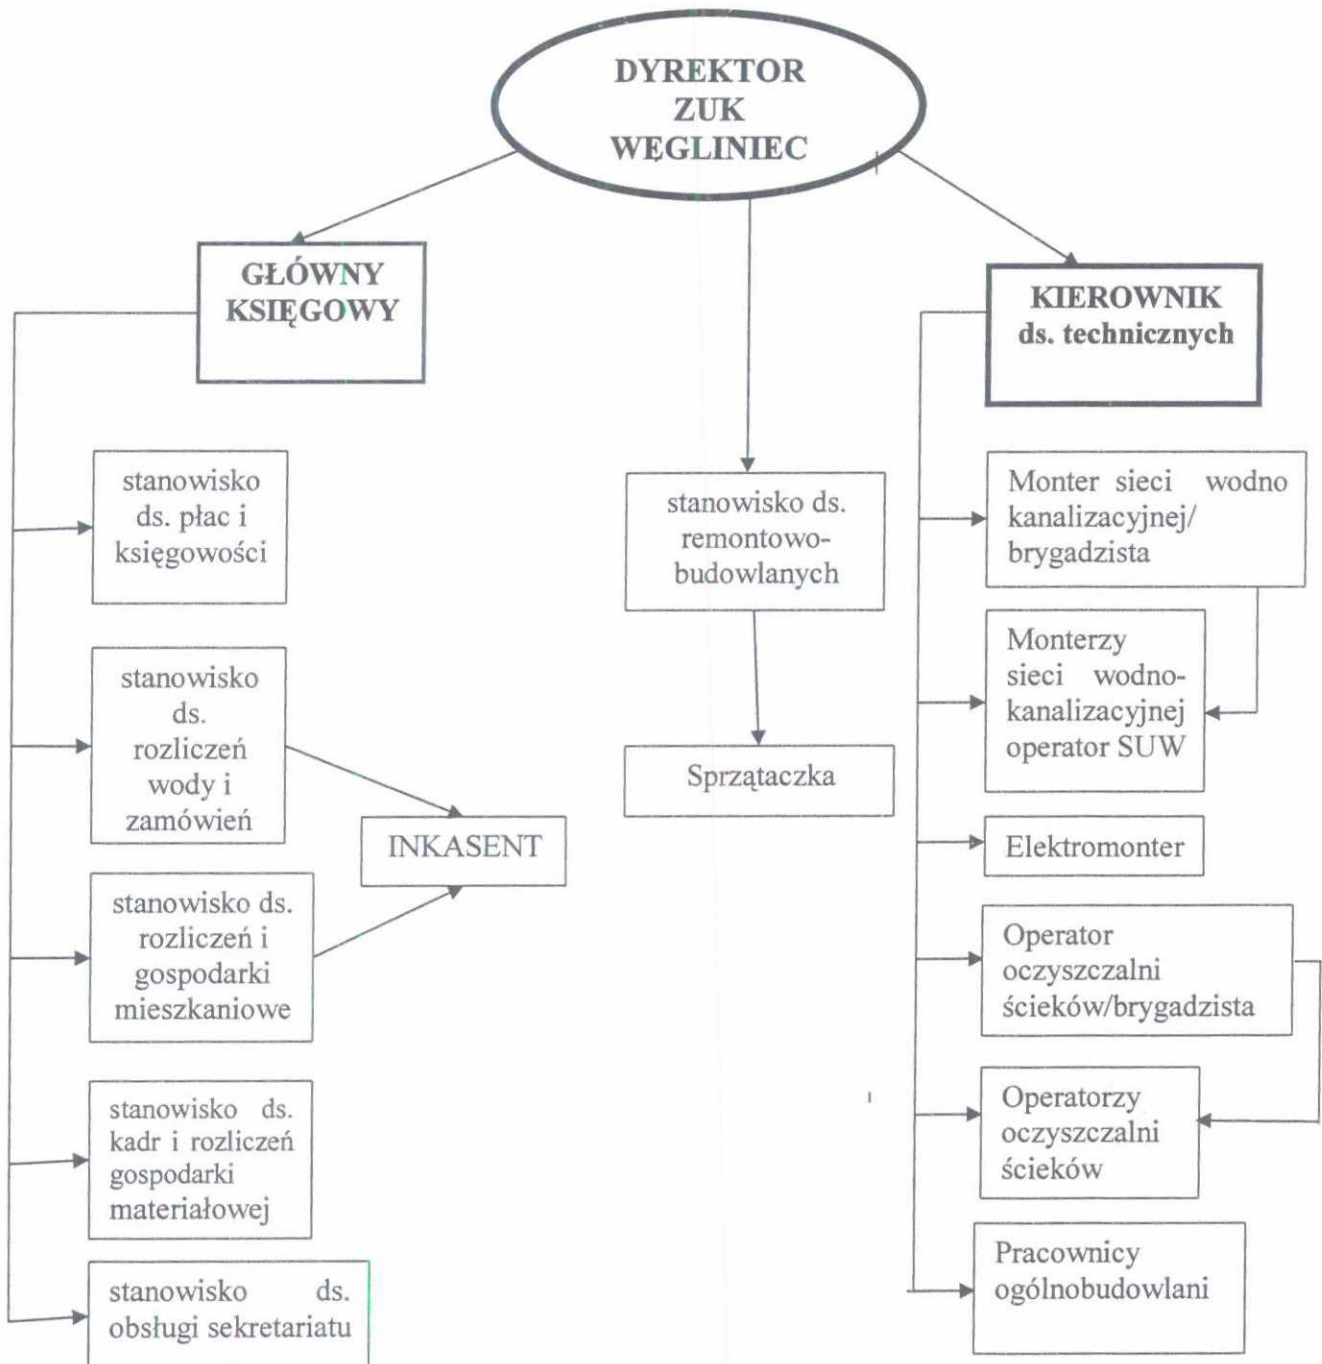 DYREKTOR
ZUK
WĘGLINIEC
GŁÓWNY
KSIĘGOWY
KIEROWNIK
ds. technicznych
stanowisko
ds. płac i
księgowości
stanowisko
ds.
rozliczeń
wody i
zamówień
INKASENT
stanowisko ds.
rozliczeń i
gospodarki
mieszkaniowe
stanowisko ds.
kadr i rozliczeń
gospodarki
materiałowej
stanowisko ds.
obsługi sekretariatu
stanowisko ds.
remontowo-
budowlanych
Sprzątaczka
Monter sieci wodno
kanalizacyjnej/
brygadzista
Monterzy
sieci wodno-
kanalizacyjnej
operator SUW
Elektromonter
Operator
oczyszczalni
ścieków/brygadzista
Operatorzy
oczyszczalni
ścieków
Pracownicy
ogólnobudowlani